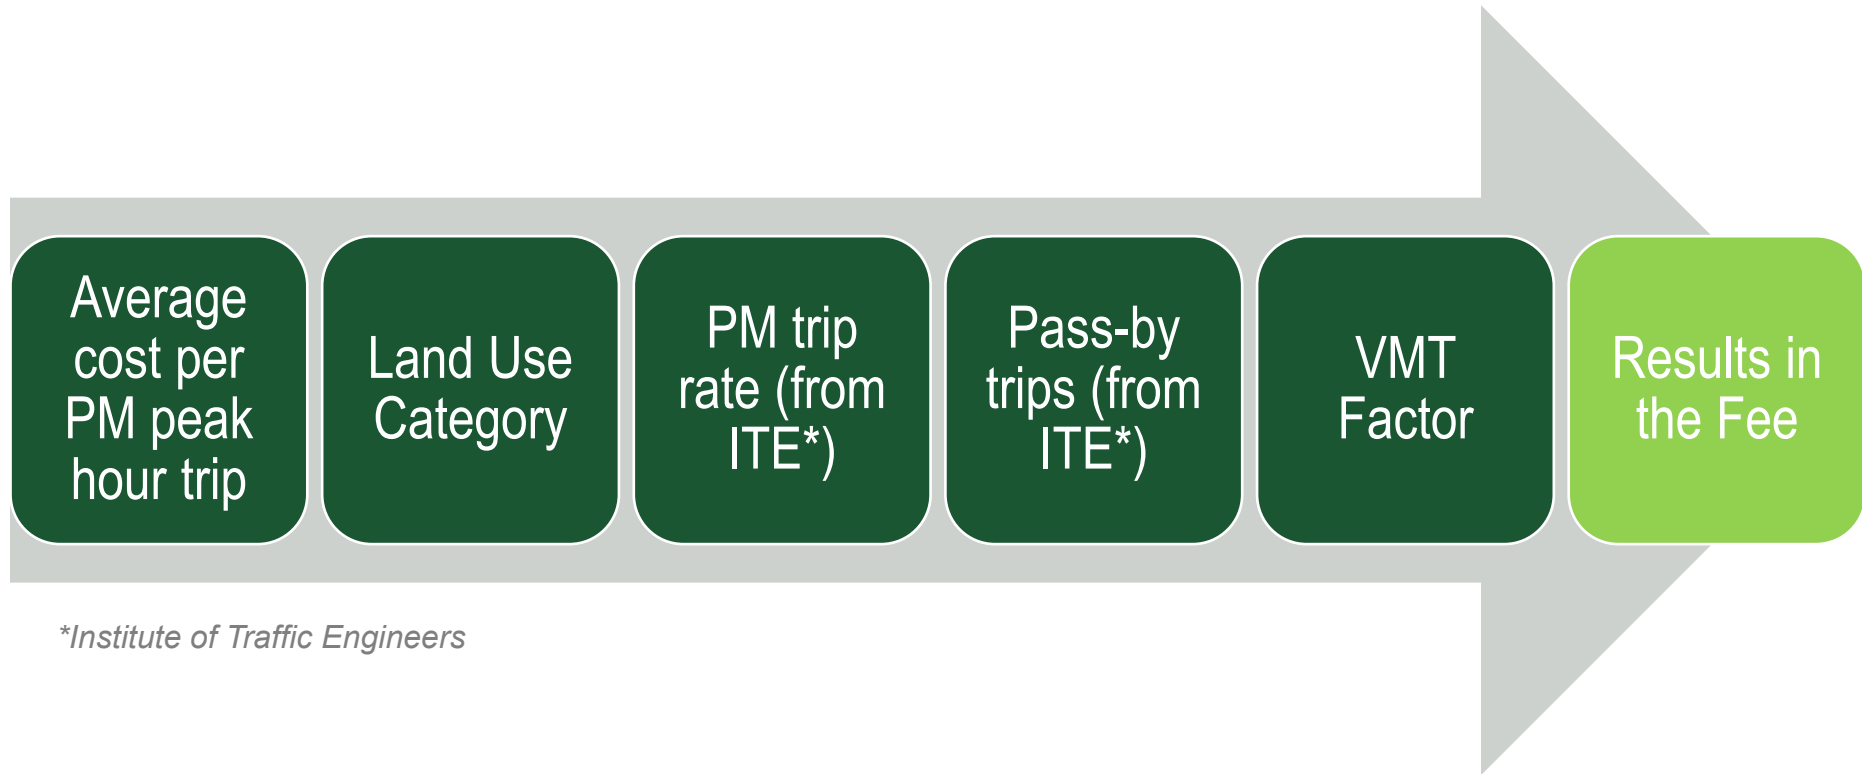 Average
cost per
PM peak
hour trip
Land Use
Category
PM trip
rate (from
ITE*)
Pass-by
trips (from
ITE*)
VMT
Factor
Results in
the Fee
*Institute of Traffic Engineers